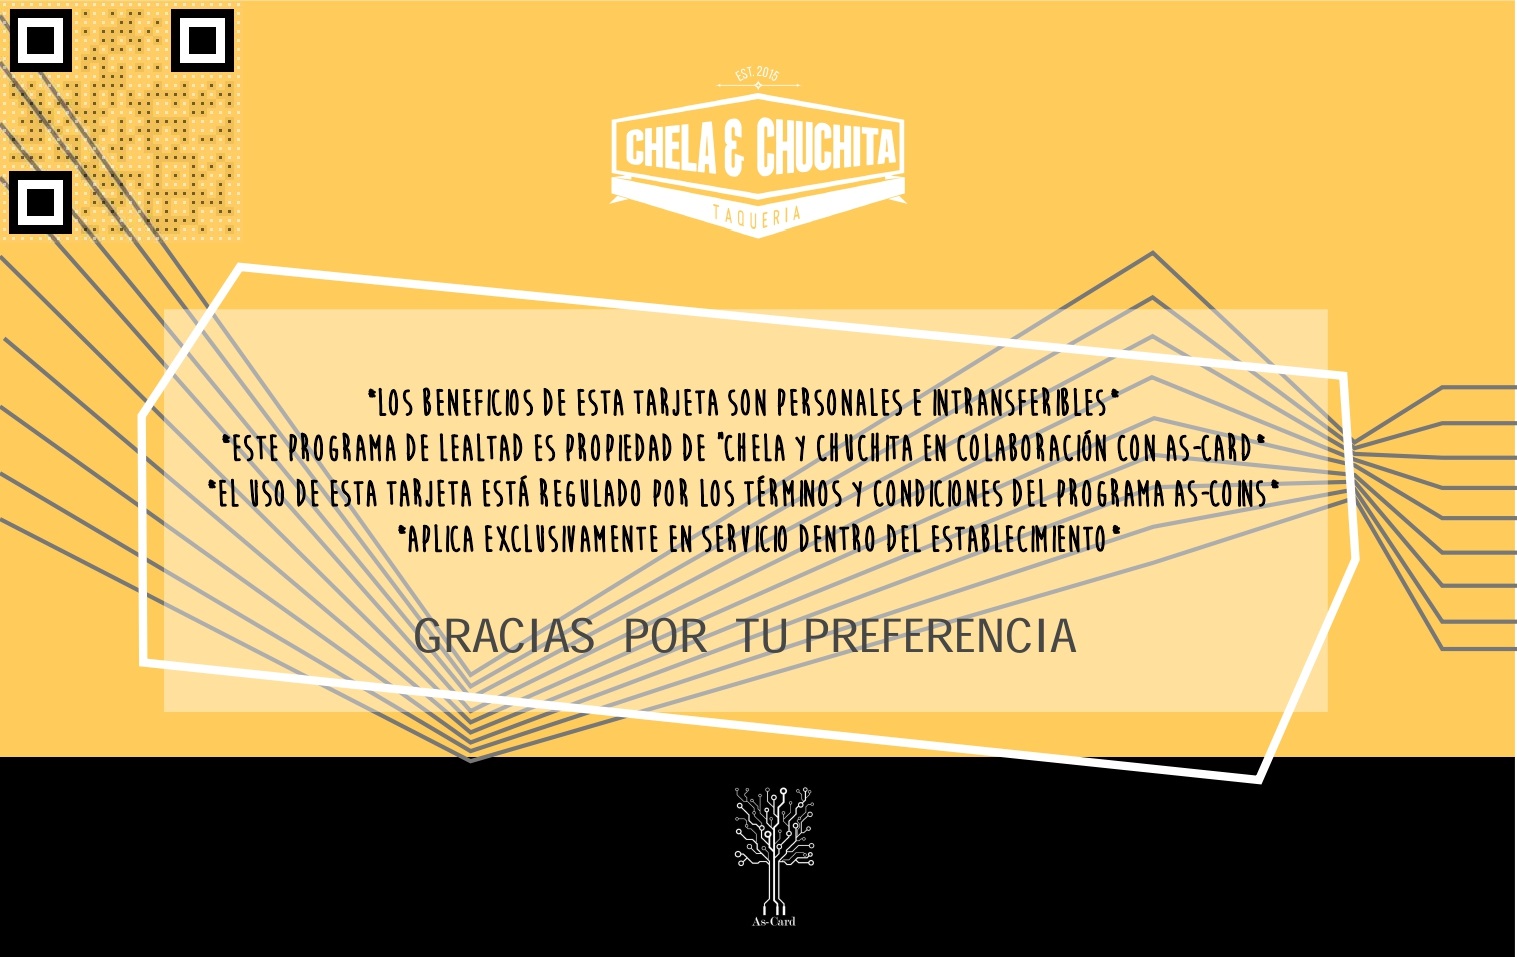 EST. 2015
CHELA & CHUCHITA
TAQUERIA
*LOS BENEFICIOS DE ESTA TARJETA SON PERSONALES E INTRANSFERIBLES*
*ESTE PROGRAMA DE LEALTAD ES PROPIEDAD DE "CHELA Y CHUCHITA EN COLABORACIÓN CON AS-CARD*
*EL USO DE ESTA TARJETA ESTÁ REGULADO POR LOS TÉRMINOS Y CONDICIONES DEL PROGRAMA AS-COINS*
*APLICA EXCLUSIVAMENTE EN SERVICIO DENTRO DEL ESTABLECIMIENTO*
GRACIAS POR TU PREFERENCIA
As-Card